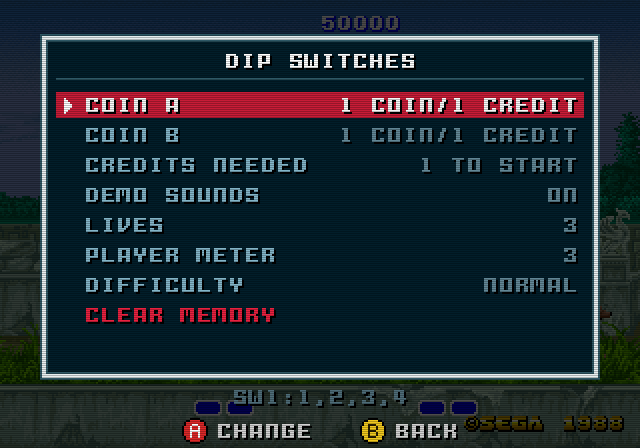 50000
DIP SWITCHES
COIN A 1 COIN/1 CREDIT
COIN B 1 COIN/1 CREDIT
CREDITS NEEDED 1 TO START
DEMO SOUNDS ON
LIVES 3
PLAYER METER 3
DIFFICULTY NORMAL
CLEAR MEMORY
SW1:1,2,3,4
A CHANGE B BACK ©SEGA 1988